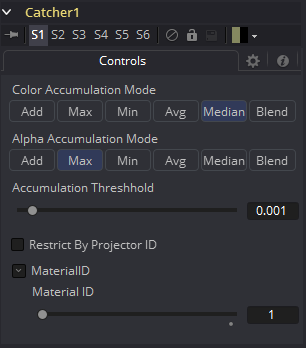 Catcher1
S1 S2 S3 S4 S5 S6
Controls
Color Accumulation Mode
Add Max Min Avg Median Blend
Alpha Accumulation Mode
Add Max Min Avg Median Blend
Accumulation Threshhold
0.001
Restrict By Projector ID
MaterialID
Material ID
1